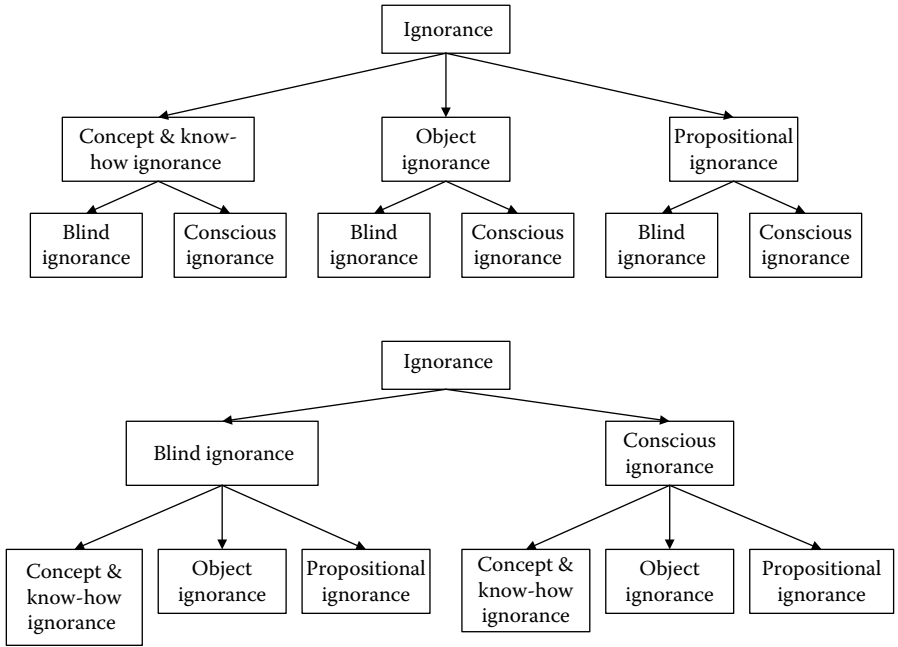 Ignorance
Concept & know-
how ignorance
Object
ignorance
Propositional
ignorance
Blind
ignorance
Conscious
ignorance
Blind
ignorance
Conscious
ignorance
Blind
ignorance
Conscious
ignorance
Ignorance
Blind ignorance
Conscious
ignorance
Concept &
know-how
ignorance
Object
ignorance
Propositional
ignorance
Concept &
know-how
ignorance
Object
ignorance
Propositional
ignorance